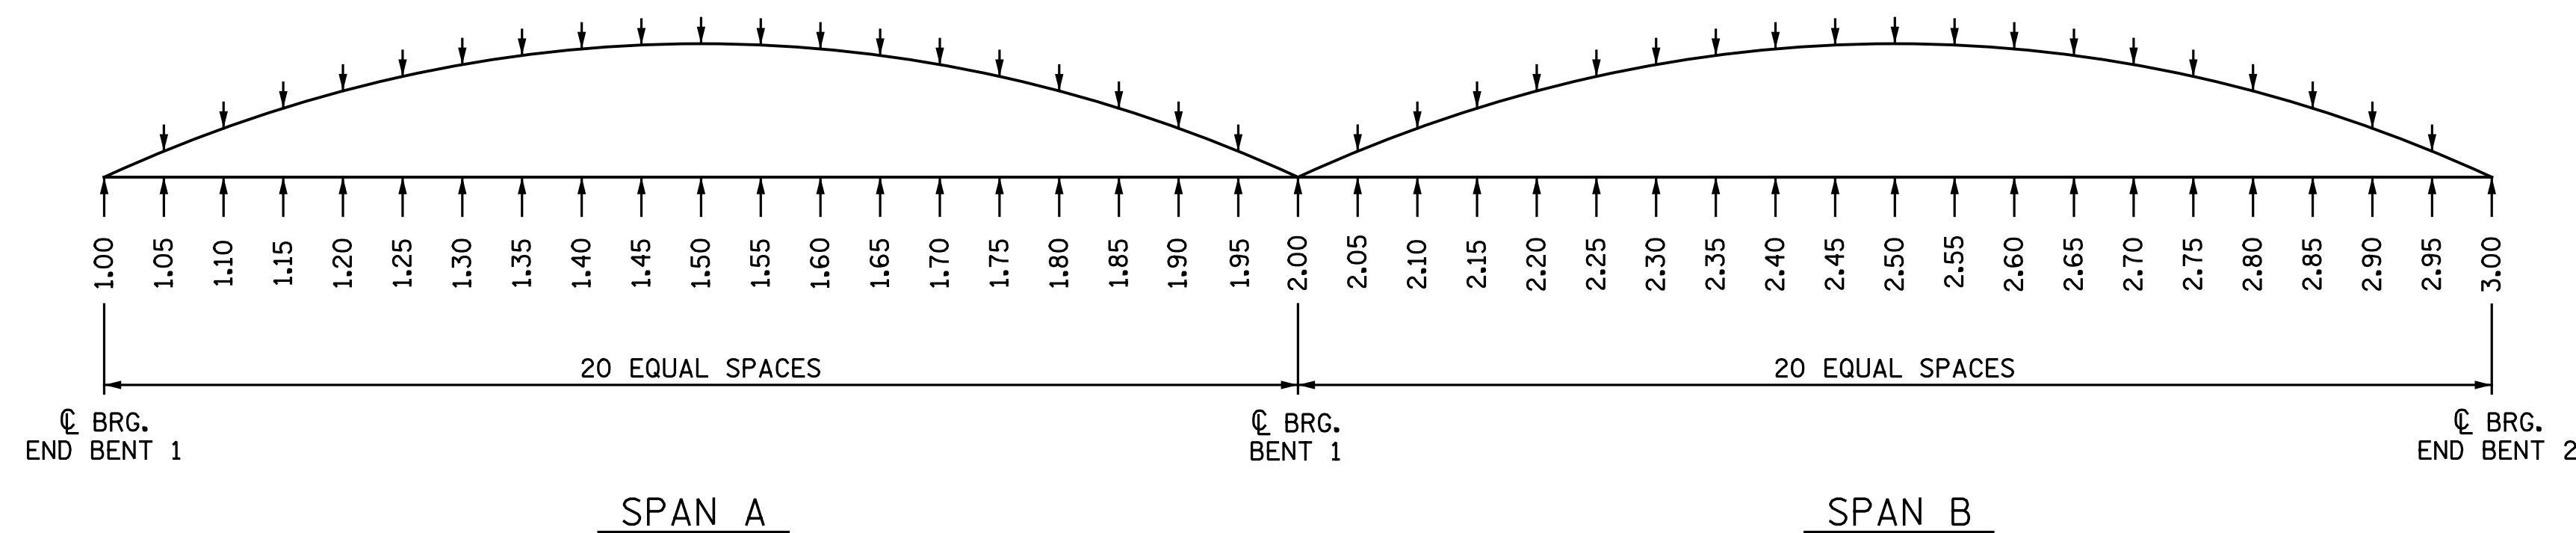 1.00 1.05 1.10 1.15 1.20 1.25 1.30 1.35 1.40 1.45 1.50 1.55 1.60 1.65 1.70 1.75 1.80 1.85 1.90 1.95 2.00 2.05 2.10 2.15 2.20 2.25 2.30 2.35 2.40 2.45 2.50 2.55 2.60 2.65 2.70 2.75 2.80 2.85 2.90 2.95 3.00
20 EQUAL SPACES 20 EQUAL SPACES
℄ BRG. ℄ BRG. ℄ BRG.
END BENT 1 BENT 1 END BENT 2
SPAN A SPAN B